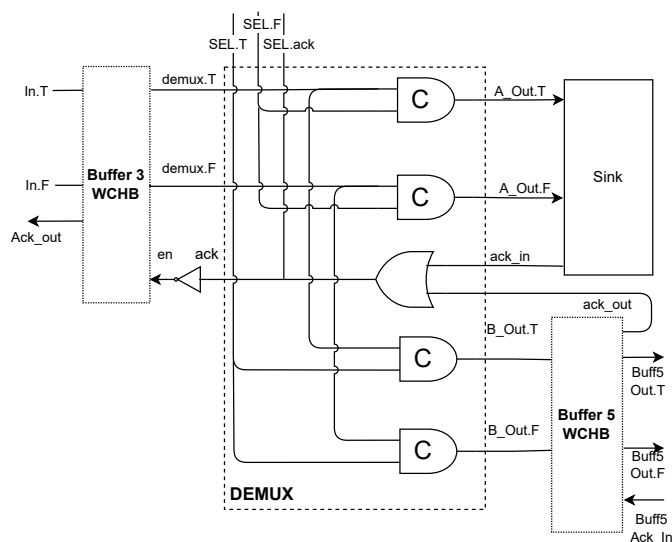 SEL.F
SEL.T
SEL.ack
In.T
demux.T
C
A_Out.T
Buffer 3
WCHB
Sink
In.F
demux.F
C
A_Out.F
Ack_out
en
ack
ack_in
ack_out
C
B_Out.T
Buff5
Out.T
Buffer 5
WCHB
C
B_Out.F
Buff5
Out.F
DEMUX
Buff5
Ack_In